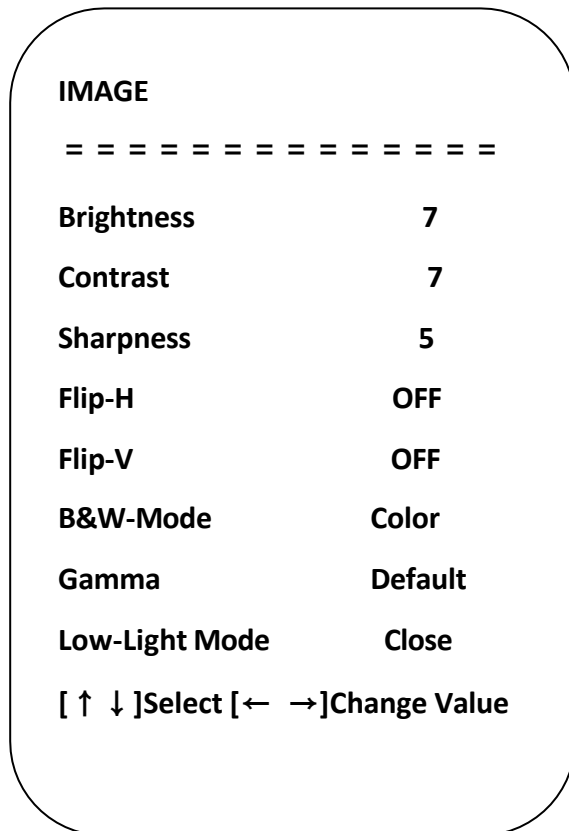 IMAGE
= = = = = = = = = = = = = =
Brightness 7
Contrast 7
Sharpness 5
Flip-H OFF
Flip-V OFF
B&W-Mode Color
Gamma Default
Low-Light Mode Close
[ ↑ ↓ ]Select [← →]Change Value